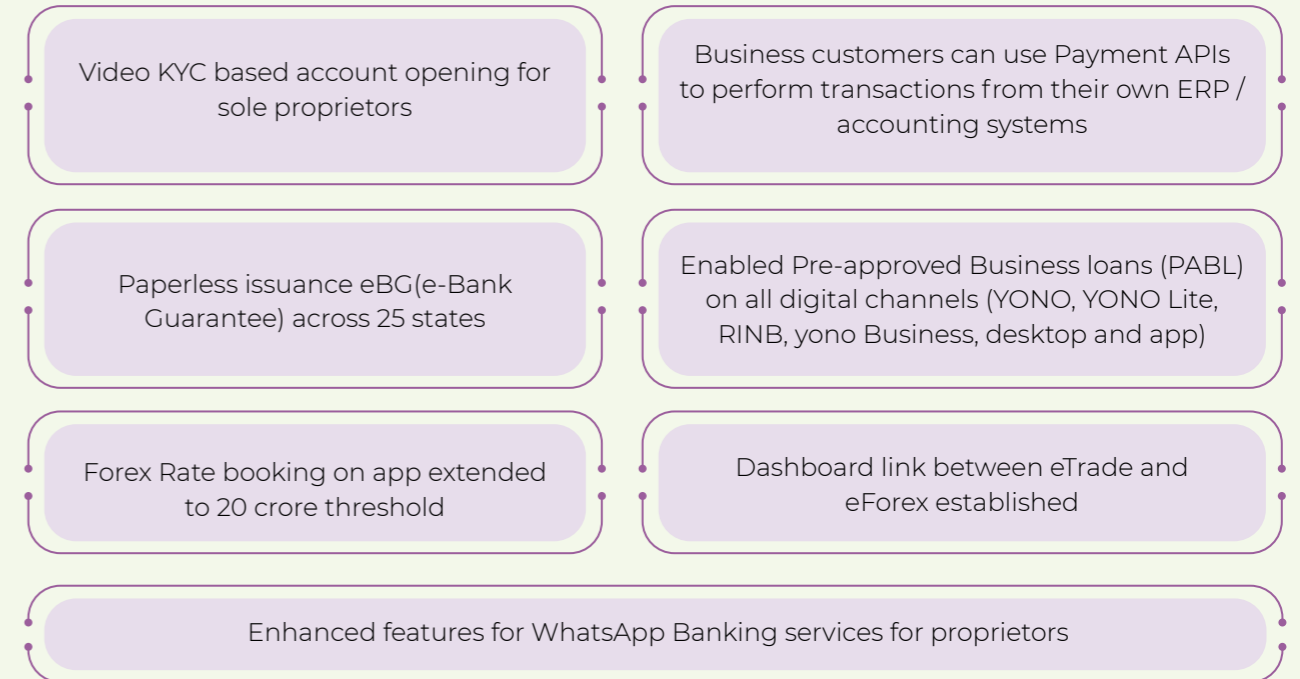 Video KYC based account opening for
sole proprietors
Business customers can use Payment APIs
to perform transactions from their own ERP /
accounting systems
Paperless issuance eBG(e-Bank
Guarantee) across 25 states
Enabled Pre-approved Business loans (PABL)
on all digital channels (YONO, YONO Lite,
RINB, yono Business, desktop and app)
Forex Rate booking on app extended
to 20 crore threshold
Dashboard link between eTrade and
eForex established
Enhanced features for WhatsApp Banking services for proprietors